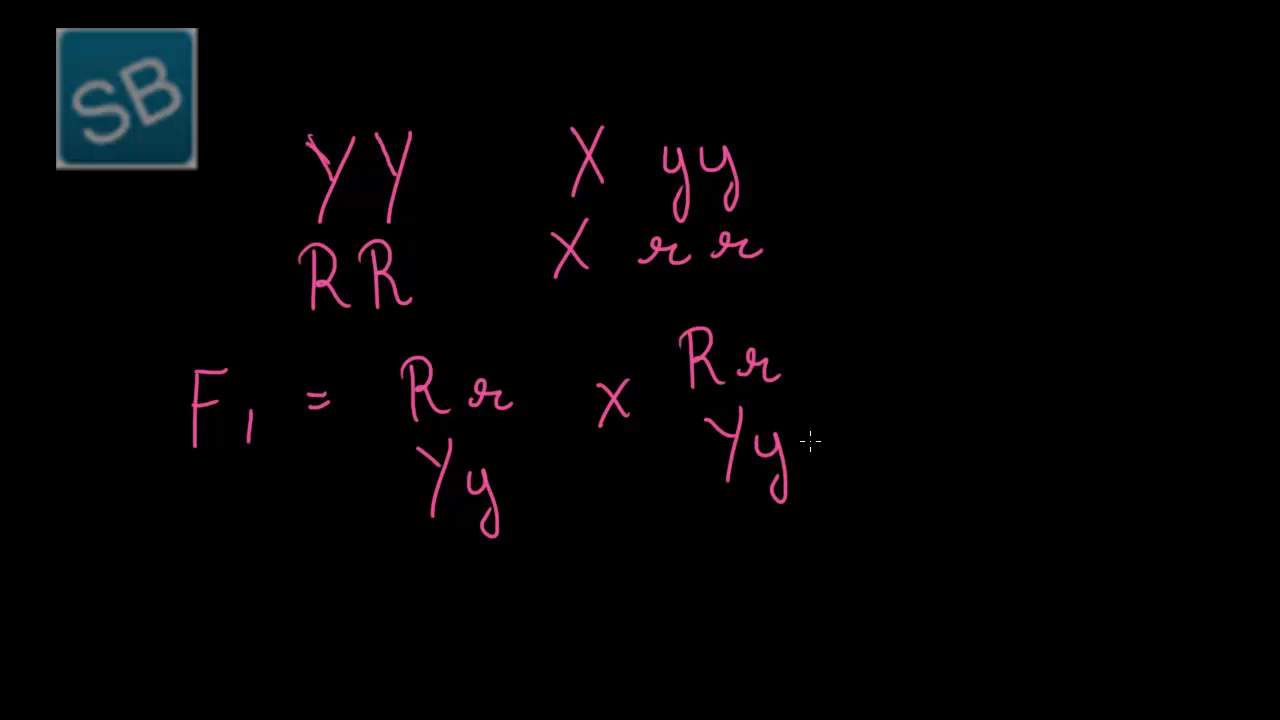 SB
YY X yy
RR X rr
F1 = Rr X Rr
Yy Yy